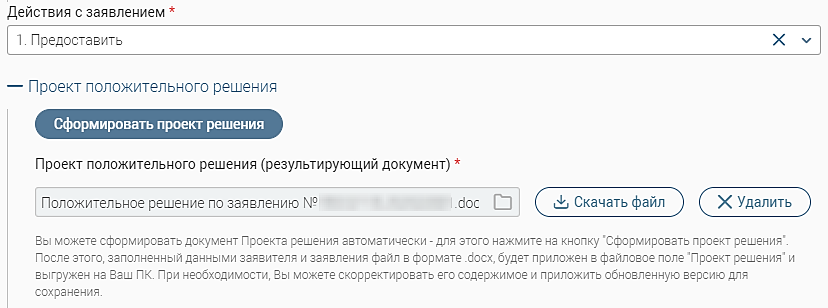 Действия с заявлением *
1. Предоставить
Проект положительного решения
Сформировать проект решения
Проект положительного решения (результирующий документ) *
Положительное решение по заявлению № .doc
Скачать файл
Удалить
Вы можете сформировать документ Проекта решения автоматически - для этого нажмите на кнопку "Сформировать проект решения".
После этого, заполненный данными заявителя и заявления файл в формате .docx, будет приложен в файловое поле "Проект решения" и
выгружен на Ваш ПК. При необходимости, Вы можете скорректировать его содержимое и приложить обновленную версию для
сохранения.